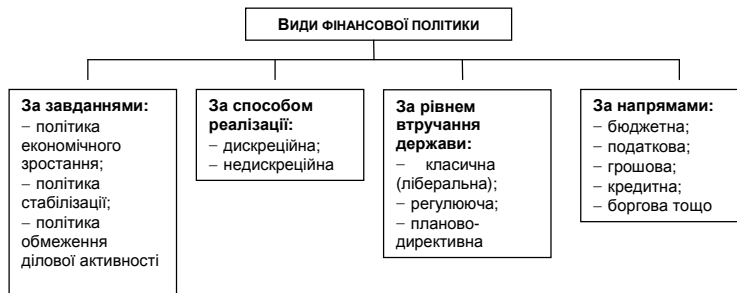 ВИДИ ФІНАНСОВОЇ ПОЛІТИКИ
За завданнями:
– політика
економічного
зростання;
– політика
стабілізації;
– політика
обмеження
ділової активності
За способом
реалізації:
– дискреційна;
– недискреційна
За рівнем
втручання
держави:
– класична
(ліберальна);
– регулююча;
– планово-
директивна
За напрямами:
– бюджетна;
– податкова;
– грошова;
– кредитна;
– боргова тощо